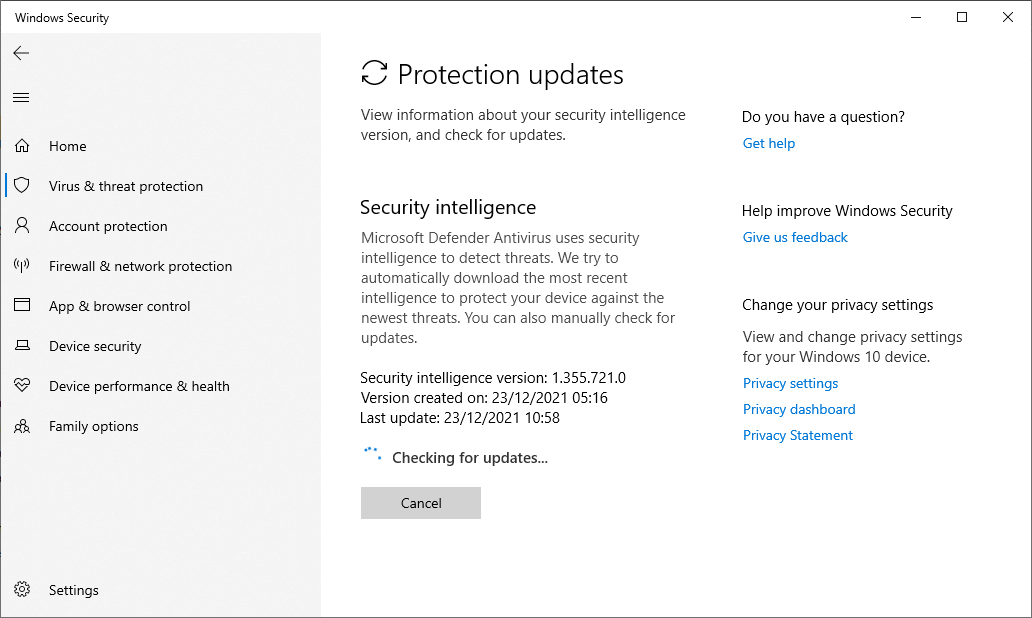 Windows Security
Home
Virus & threat protection
Account protection
Firewall & network protection
App & browser control
Device security
Device performance & health
Family options
Settings
Protection updates
View information about your security intelligence
version, and check for updates.
Security intelligence
Microsoft Defender Antivirus uses security
intelligence to detect threats. We try to
automatically download the most recent
intelligence to protect your device against the
newest threats. You can also manually check for
updates.
Security intelligence version: 1.355.721.0
Version created on: 23/12/2021 05:16
Last update: 23/12/2021 10:58
Checking for updates...
Cancel
Do you have a question?
Get help
Help improve Windows Security
Give us feedback
Change your privacy settings
View and change privacy settings
for your Windows 10 device.
Privacy settings
Privacy dashboard
Privacy Statement